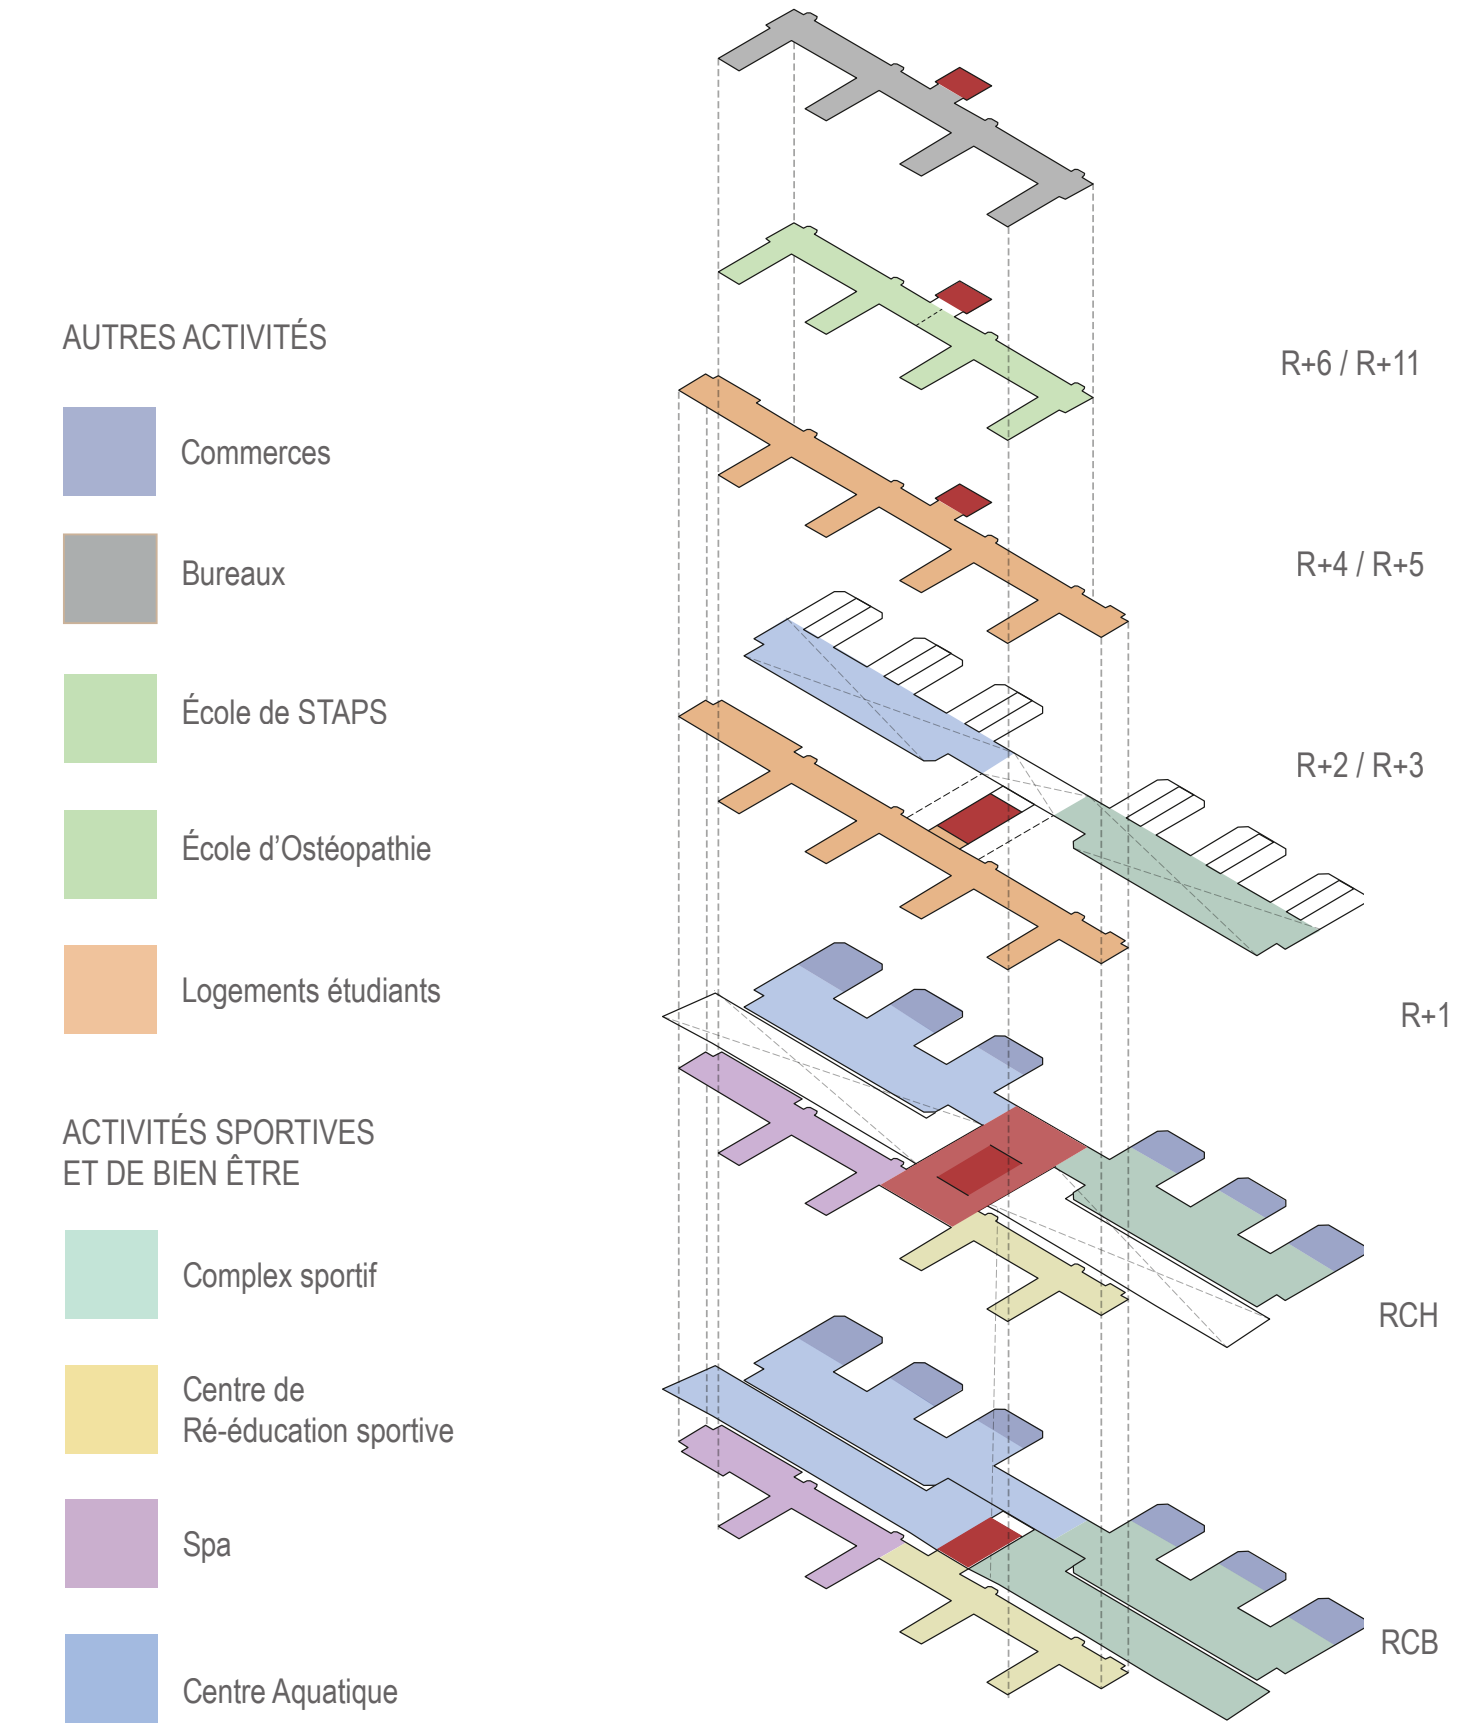 AUTRES ACTIVITÉS
Commerces
Bureaux
École de STAPS
École d'Ostéopathie
Logements étudiants
ACTIVITÉS SPORTIVES
ET DE BIEN ÊTRE
Complex sportif
Centre de
Ré-éducation sportive
Spa
Centre Aquatique
R+6 / R+11
R+4 / R+5
R+2 / R+3
R+1
RCH
RCB